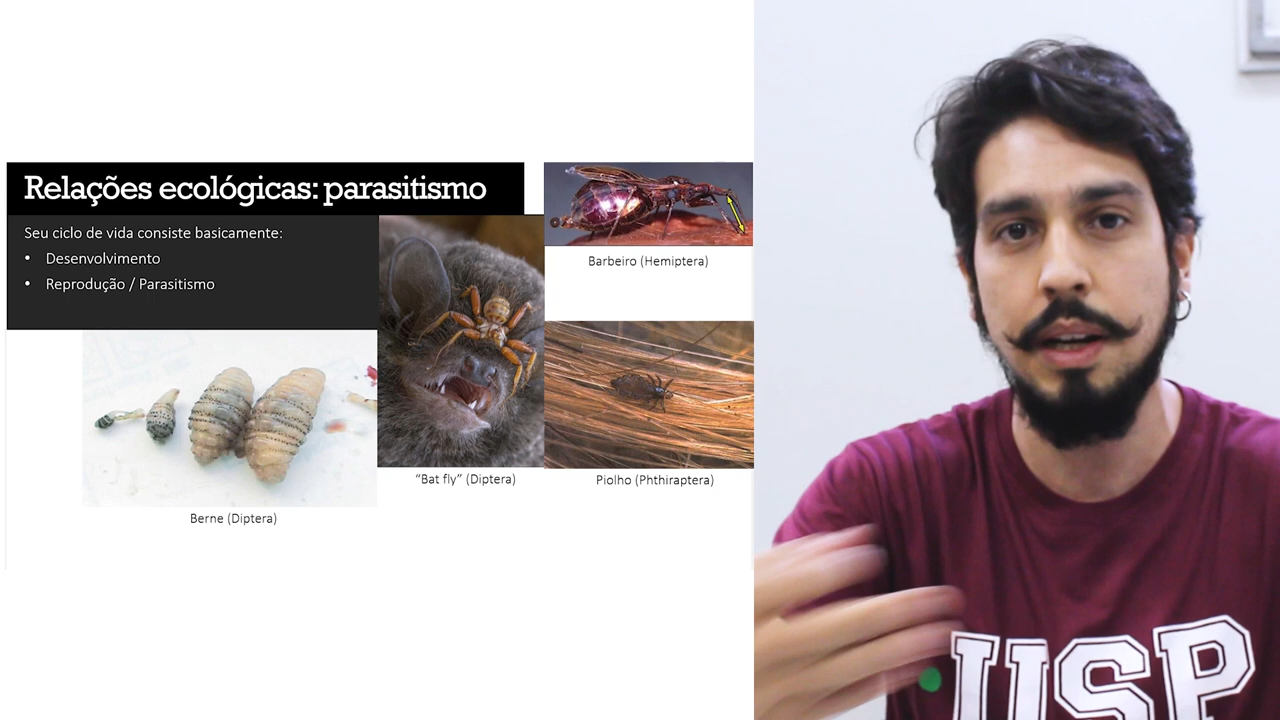 Relações ecológicas: parasitismo
Seu ciclo de vida consiste basicamente:
• Desenvolvimento
• Reprodução / Parasitismo
Barbeiro (Hemiptera)
"Bat fly" (Diptera)
Piolho (Phthiraptera)
Berne (Diptera)
USP